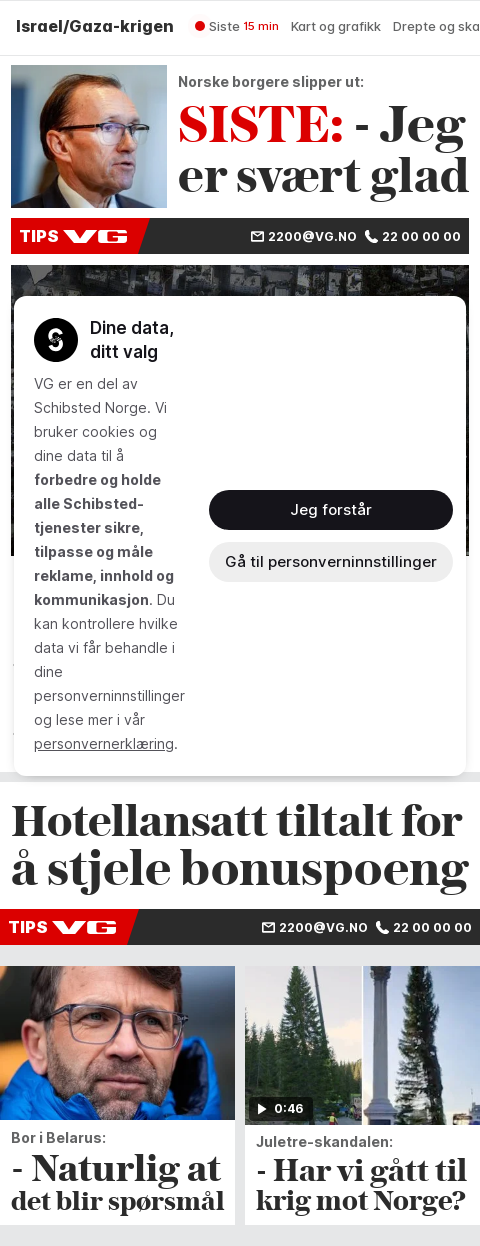 Israel/Gaza-krigen Siste 15 min Kart og grafikk Drepte og ska
Norske borgere slipper ut:
SISTE: - Jeg
er svært glad
TIPS VG 2200@VG.NO 22 00 00 00
Dine data,
ditt valg
VG er en del av
Schibsted Norge. Vi
bruker cookies og
dine data til å
forbedre og holde
alle Schibsted-
tjenester sikre,
tilpasse og måle
reklame, innhold og
kommunikasjon. Du
kan kontrollere hvilke
data vi får behandle i
dine
personverninnstillinger
og lese mer i vår
personvernerklæring.
Jeg forstår
Gå til personverninnstillinger
Hotellansatt tiltalt for
å stjele bonuspoeng
TIPS VG 2200@VG.NO 22 00 00 00
Bor i Belarus:
- Naturlig at
det blir spørsmål
0:46
Juletre-skandalen:
- Har vi gått til
krig mot Norge?